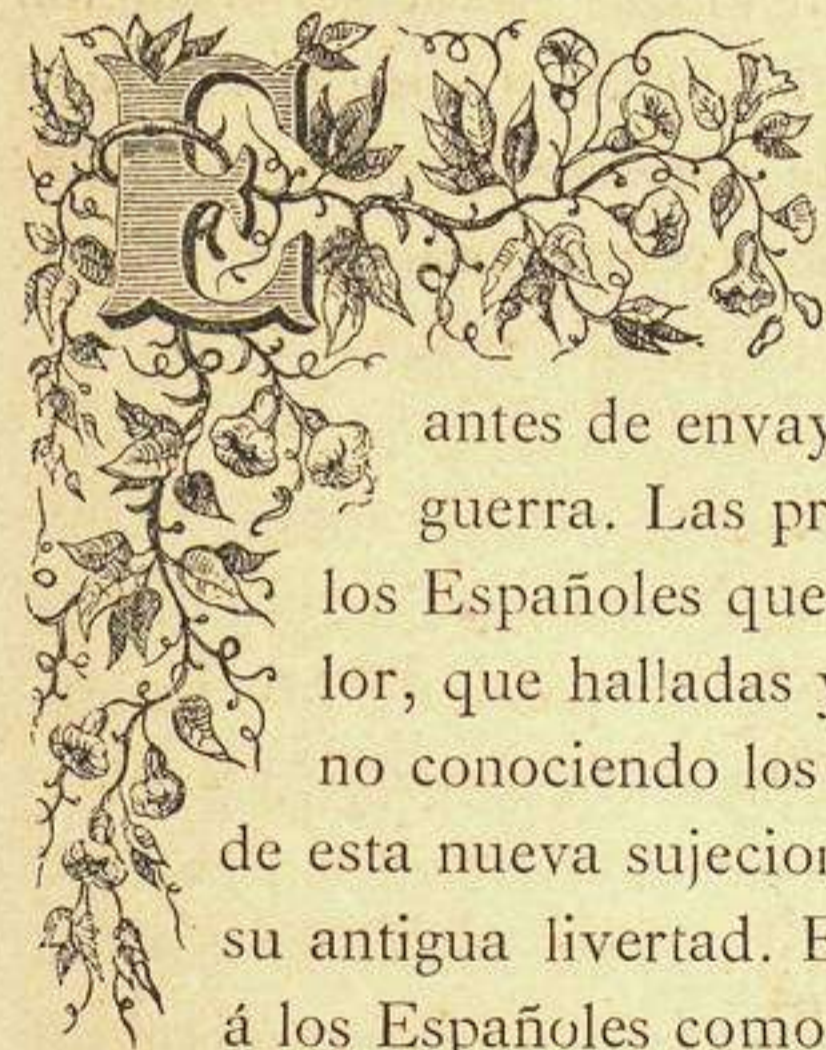 E
antes de envay
guerra. Las pr
los Españoles que
lor, que halladas y
no conociendo los
de esta nueva sujecion
su antigua livertad. E
á los Españoles como